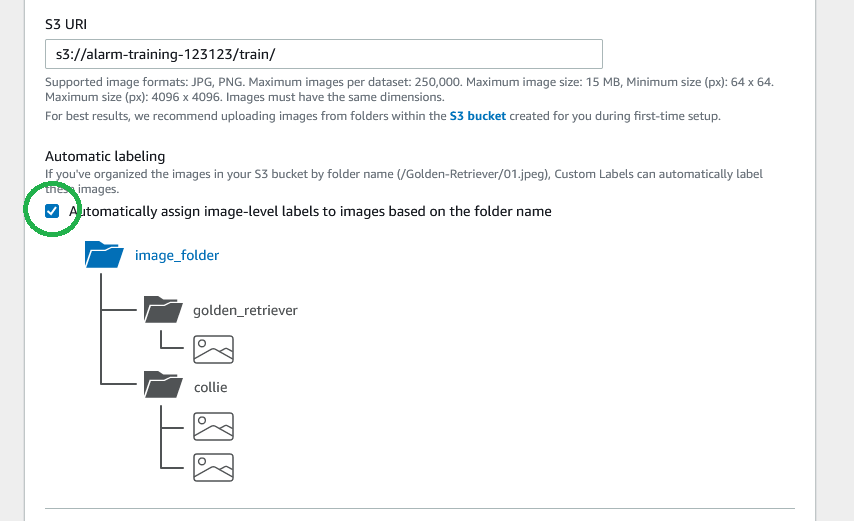 S3 URI
s3://alarm-training-123123/train/
Supported image formats: JPG, PNG. Maximum images per dataset: 250,000. Maximum image size: 15 MB, Minimum size (px): 64 x 64.
Maximum size (px): 4096 x 4096. Images must have the same dimensions.
For best results, we recommend uploading images from folders within the S3 bucket created for you during first-time setup.
Automatic labeling
If you've organized the images in your S3 bucket by folder name (/Golden-Retriever/01.jpeg), Custom Labels can automatically label
these images.
Automatically assign image-level labels to images based on the folder name
image_folder
golden_retriever
collie